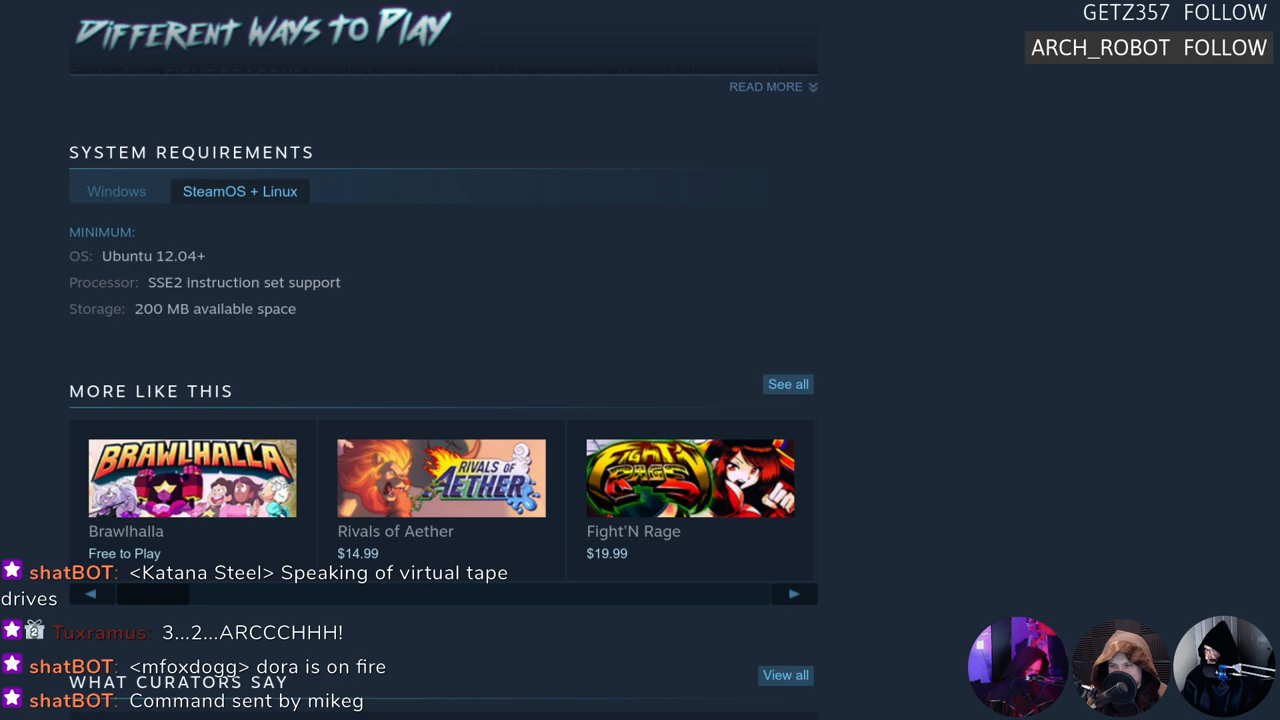 DIFFERENT WAYS TO PLAY
GETZ357 FOLLOW
ARCH_ROBOT FOLLOW
READ MORE
SYSTEM REQUIREMENTS
Windows
SteamOS + Linux
MINIMUM:
OS: Ubuntu 12.04+
Processor: SSE2 Instruction set support
Storage: 200 MB available space
MORE LIKE THIS
See all
BRAWLHALLA
RIVALS OF
AETHER
FIGHT'N
RAGE
Brawlhalla
Rivals of Aether
Fight'N Rage
Free to Play
$14.99
$19.99
shatBOT: <Katana Steel> Speaking of virtual tape
drives
2
Tuxramus: 3...2...ARCCCHHH!
shatBOT: <mfoxdogg> dora is on fire
WHAT CURATORS SAY
View all
shatBOT: Command sent by mikeg